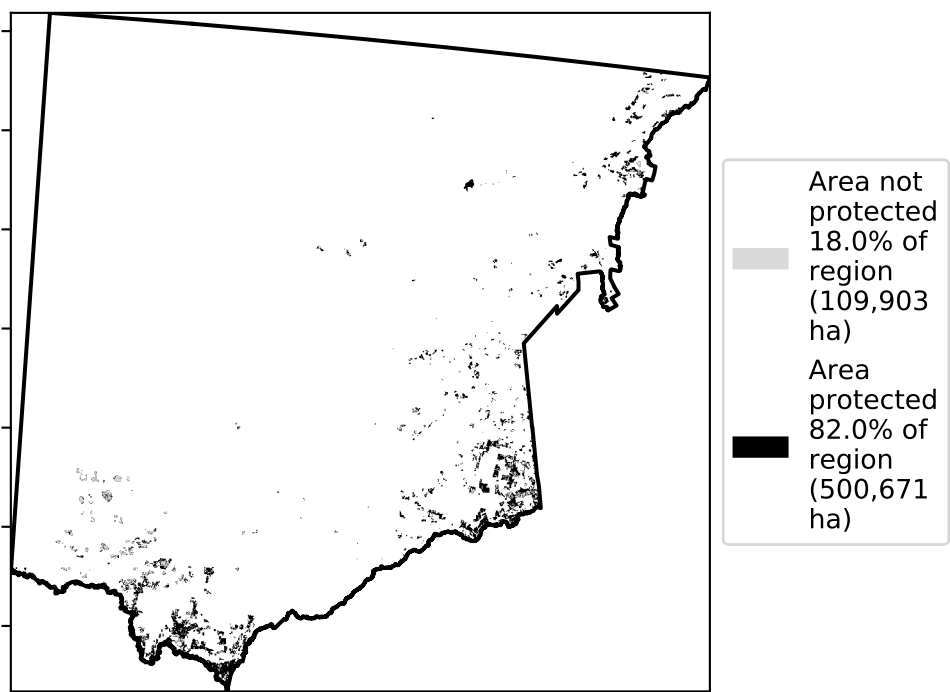 Area not
protected
18.0% of
region
(109,903
ha)
Area
protected
82.0% of
region
(500,671
ha)